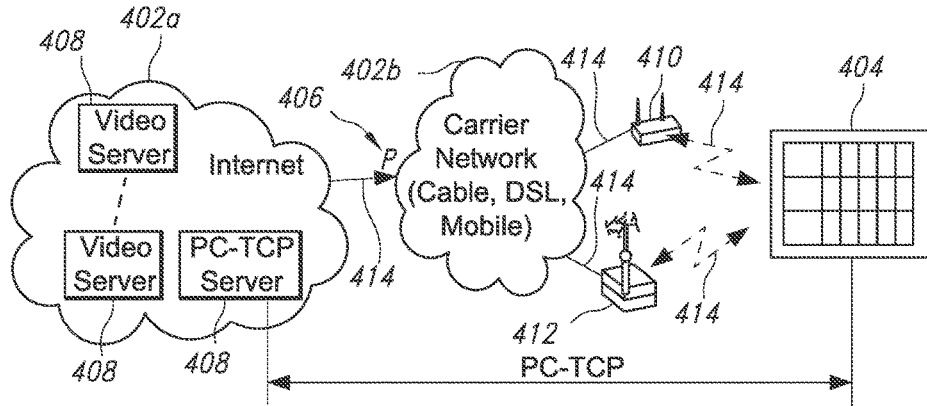 408
402a
402b
414
410
414
404
406
Video
Server
Internet
P
Carrier
Network
(Cable, DSL,
Mobile)
Video
Server
PC-TCP
Server
414
414
412
414
408
408
PC-TCP